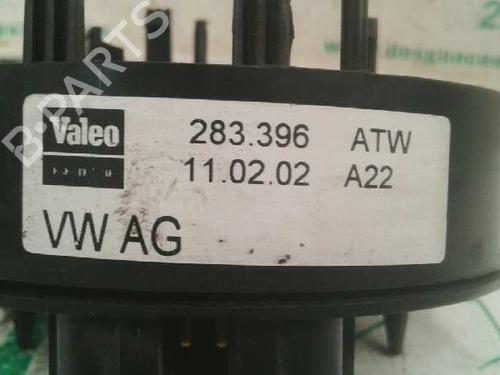 Valeo 283.396 ATW
11.02.02 A22
VW AG
B-PARTS